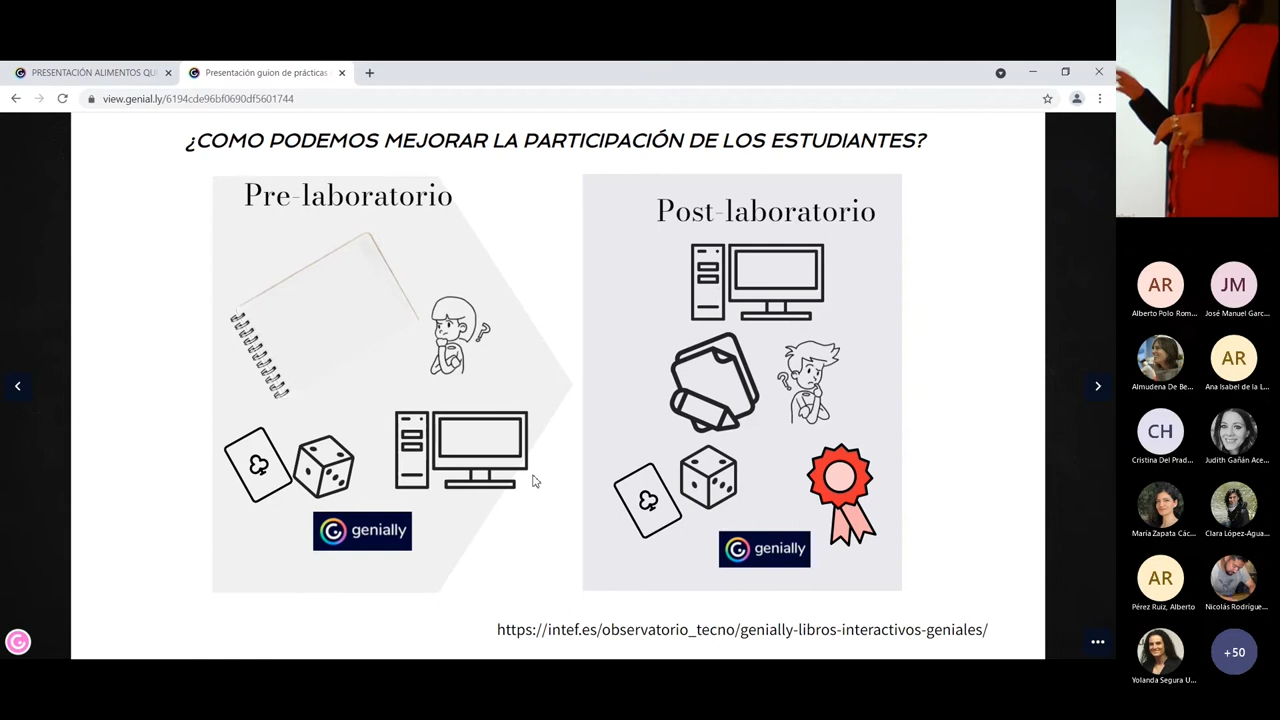 PRESENTACIÓN ALIMENTOS QU
Presentación guion de prácticas
view.genial.ly/6194cde96bf0690df5601744
¿COMO PODEMOS MEJORAR LA PARTICIPACIÓN DE LOS ESTUDIANTES?
Pre-laboratorio
Post-laboratorio
?
?
genially
genially
https://intef.es/observatorio_tecno/genially-libros-interactivos-geniales/
AR
JM
Alberto Polo Rom...
José Manuel Garc...
AR
Almudena De Be...
Ana Isabel de la L...
CH
Cristina Del Prad...
Judith Gañán Ace...
María Zapata Các...
Clara López-Agua...
AR
Pérez Ruiz, Alberto
Nicolás Rodrígue...
+50
Yolanda Segura U...